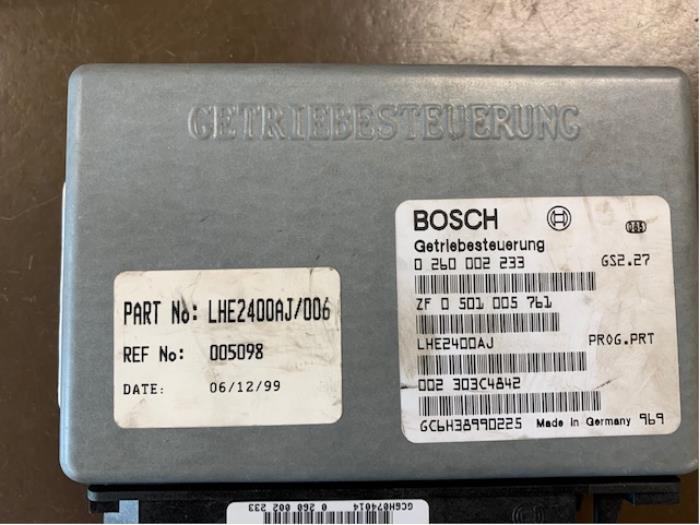 GETRIEBESTEUERUNG
PART No: LHE2400AJ/006
REF No: 005098
DATE: 06/12/99
BOSCH
Getriebesteuerung
0 260 002 233 GS2.27
ZF 0 501 005 761
LHE2400AJ PROG.PRT
002 303C4842
GC6H38990225 Made in Germany 969
GC6H074014 0 260 002 233